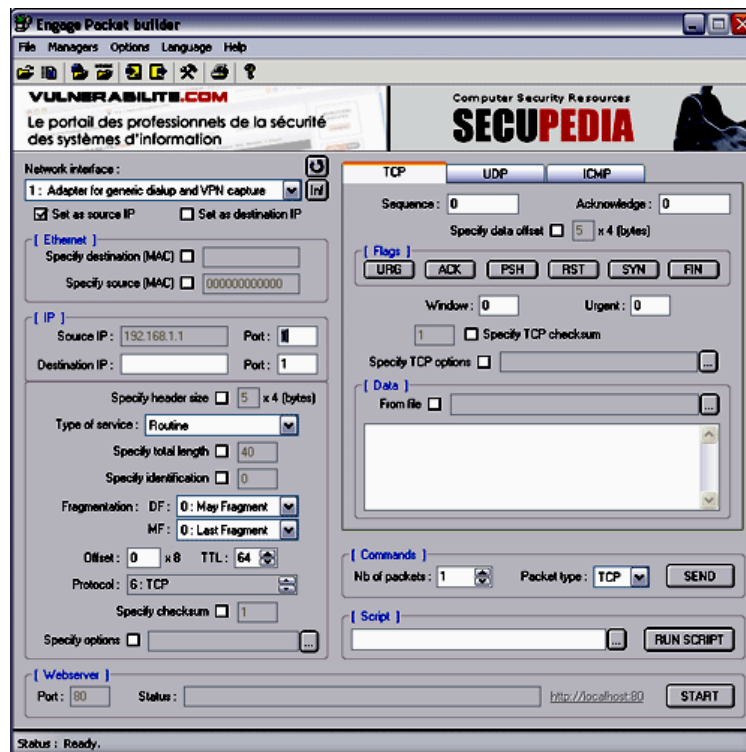 Engage Packet builder
File Managers Options Language Help
VULNERABILITE.COM
Le portail des professionnels de la sécurité
des systèmes d'information
Computer Security Resources
SECUPEDIA
Network interface :
1 : Adapter for generic dialup and VPN capture Inf
Set as source IP Set as destination IP
[ Ethernet ]
Specify destination (MAC)
Specify source (MAC) 000000000000
[ IP ]
Source IP : 192.168.1.1 Port : 1
Destination IP : Port : 1
Specify header size 5 x 4 (bytes)
Type of service : Routine
Specify total length 40
Specify identification 0
Fragmentation : DF : 0 : May Fragment
MF : 0 : Last Fragment
Offset : 0 x 8 TTL : 64
Protocol : 6 : TCP
Specify checksum 1
Specify options ...
TCP UDP ICMP
Sequence : 0 Acknowledge : 0
Specify data offset 5 x 4 (bytes)
[ Flags ]
URG ACK PSH RST SYN FIN
Window : 0 Urgent : 0
1 Specify TCP checksum
Specify TCP options ...
[ Data ]
From file ...
[ Commands ]
Nb of packets : 1 Packet type : TCP SEND
[ Script ]
... RUN SCRIPT
[ Webserver ]
Port : 80 Status : http://localhost:80 START
Status : Ready.